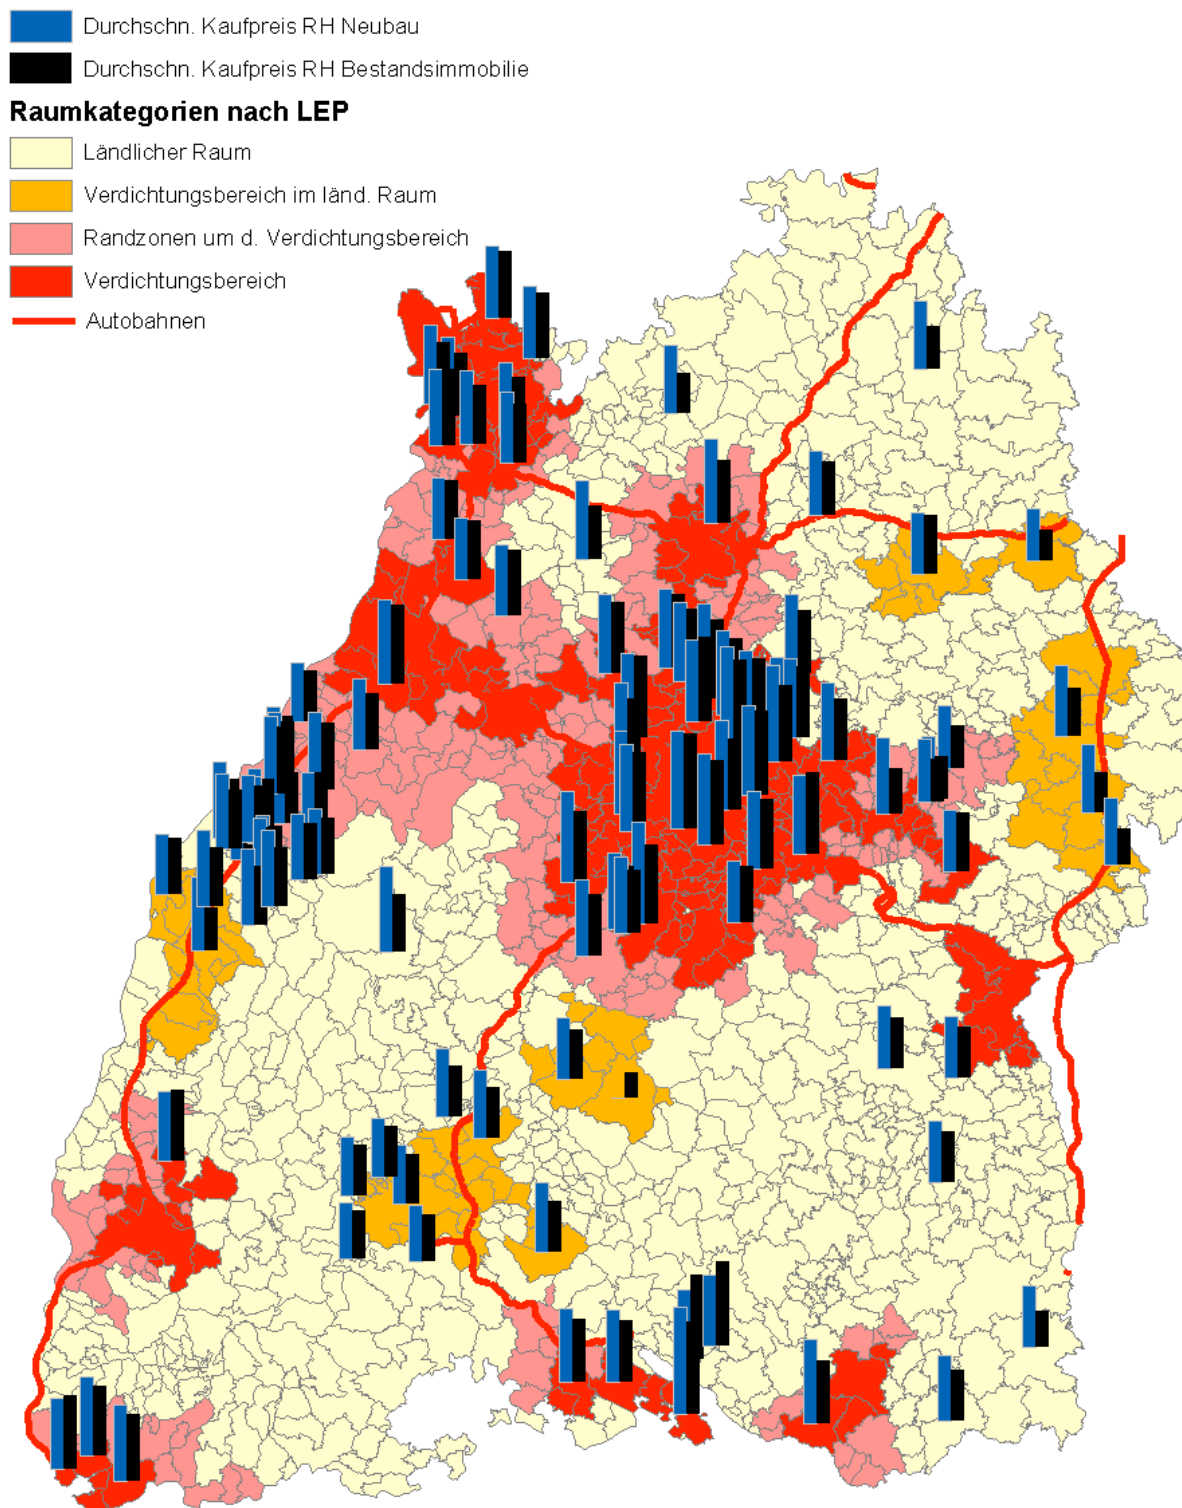 Durchschn. Kaufpreis RH Neubau
Durchschn. Kaufpreis RH Bestandsimmobilie
Raumkategorien nach LEP
Ländlicher Raum
Verdichtungsbereich im länd. Raum
Randzonen um d. Verdichtungsbereich
Verdichtungsbereich
Autobahnen